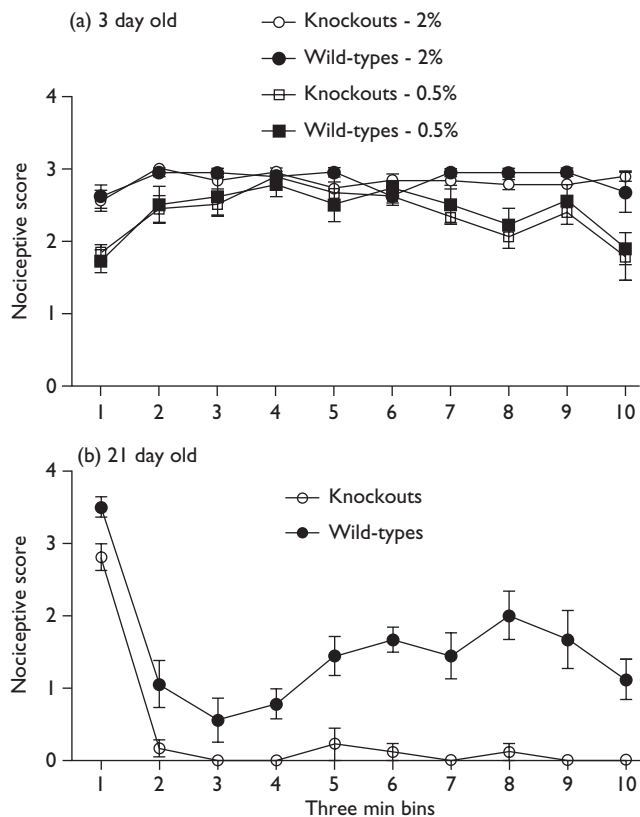 (a) 3 day old
Knockouts - 2%
Wild-types - 2%
Knockouts - 0.5%
Wild-types - 0.5%
4
3
2
1
0
Nociceptive score
1 2 3 4 5 6 7 8 9 10
(b) 21 day old
Knockouts
Wild-types
4
3
2
1
0
Nociceptive score
1 2 3 4 5 6 7 8 9 10
Three min bins